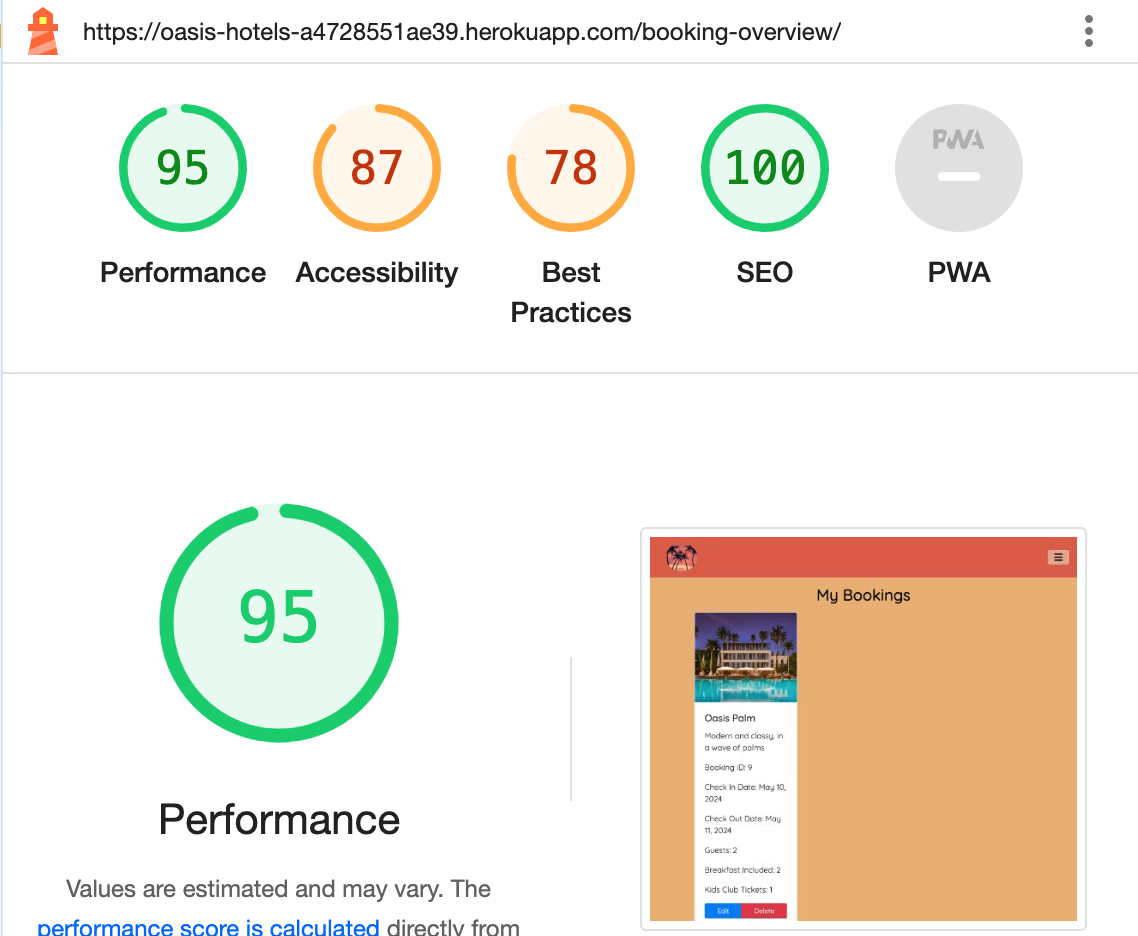 https://oasis-hotels-a4728551ae39.herokuapp.com/booking-overview/
95
87
78
100
PWA
Performance
Accessibility
Best
Practices
SEO
PWA
95
Performance
Values are estimated and may vary. The
performance score is calculated directly from
My Bookings
Oasis Palm
Modern and classy, in
a wave of palms
Booking ID: 9
Check In Date: May 10,
2024
Check Out Date: May
11, 2024
Guests: 2
Breakfast Included: 2
Kids Club Tickets: 1
Edit
Delete